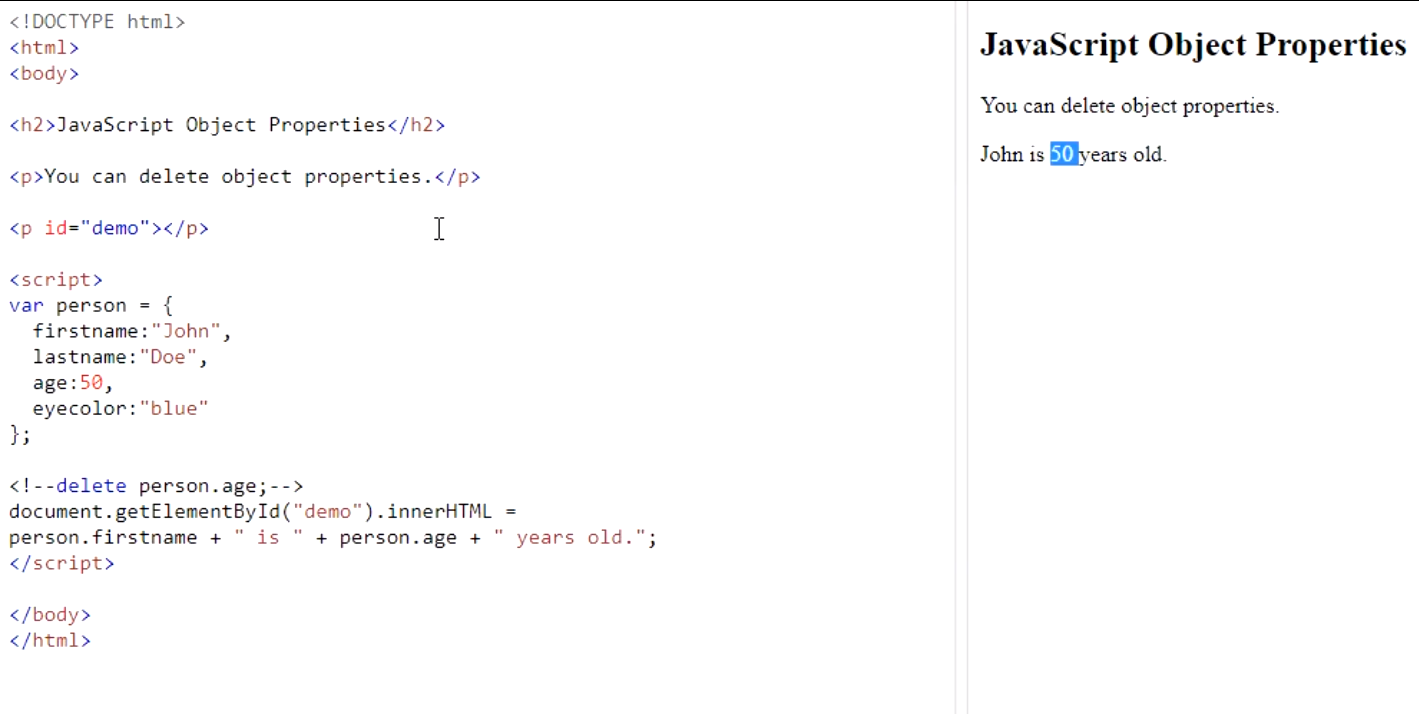 <!DOCTYPE html>
<html>
<body>
<h2>JavaScript Object Properties</h2>
<p>You can delete object properties.</p>
<p id="demo"></p>
<script>
var person = {
  firstname:"John",
  lastname:"Doe",
  age:50,
  eyecolor:"blue"
};
<!--delete person.age;-->
document.getElementById("demo").innerHTML =
person.firstname + " is " + person.age + " years old.";
</script>
</body>
</html>
JavaScript Object Properties
You can delete object properties.
John is 50 years old.